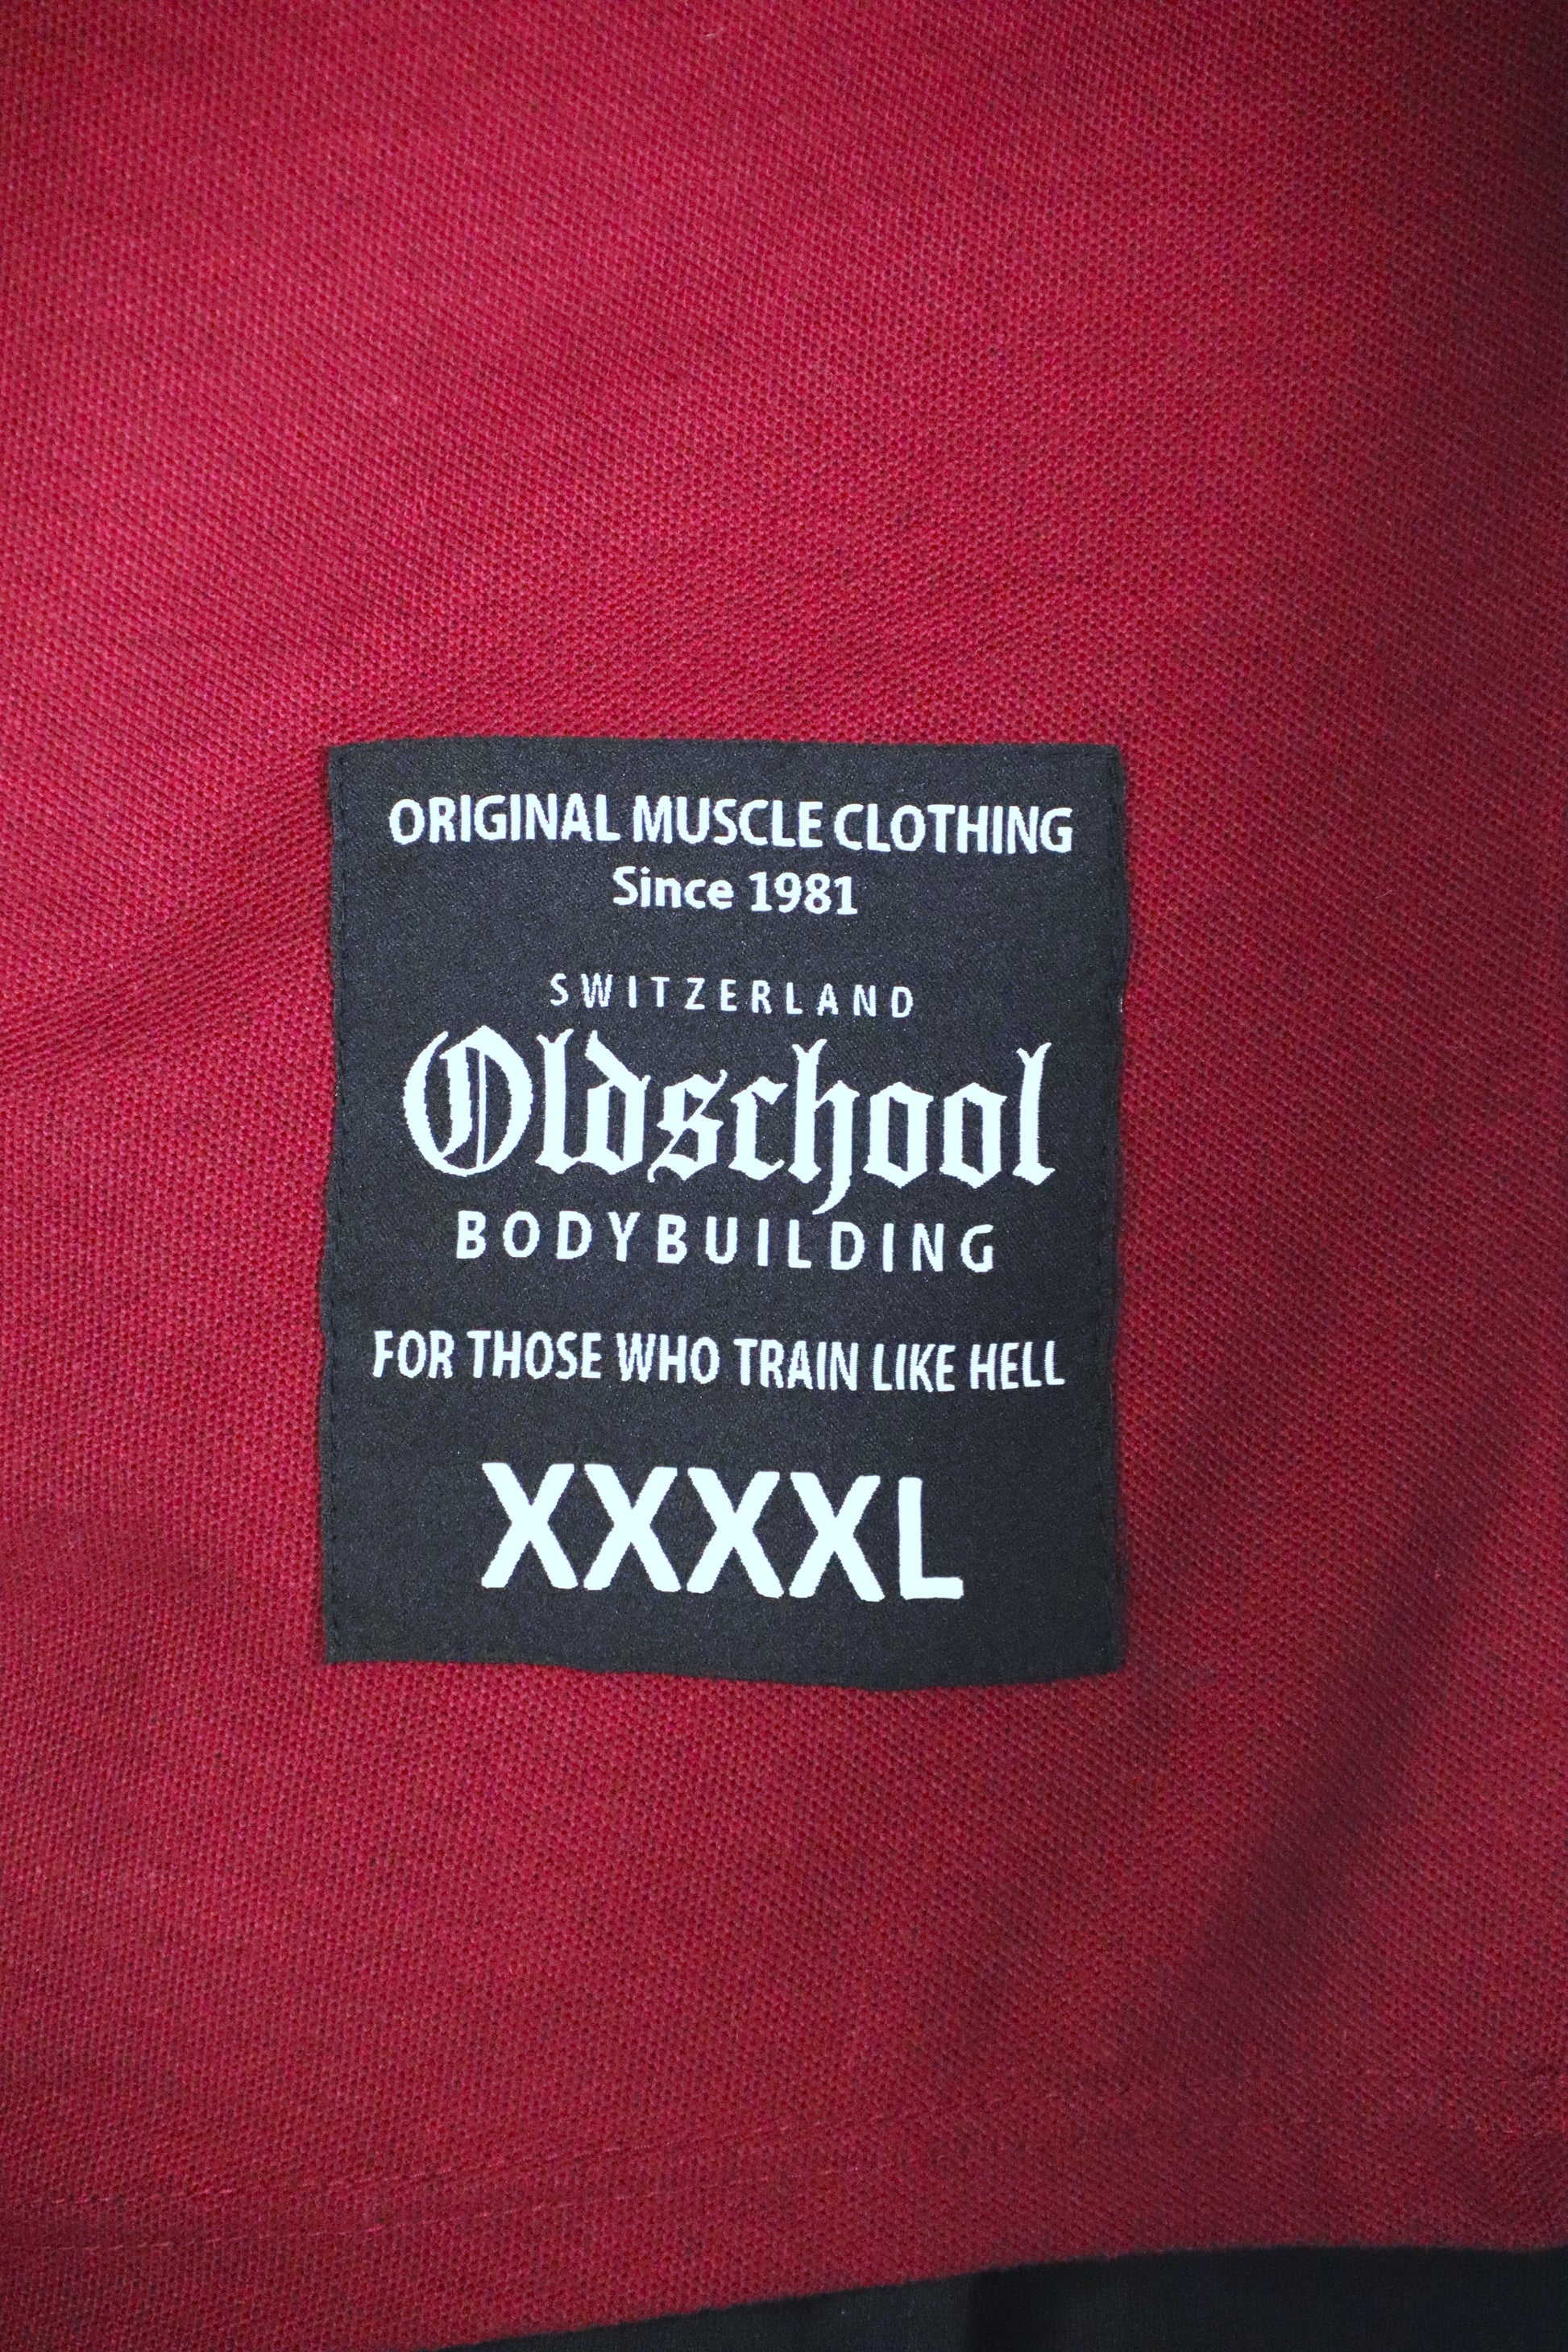 ORIGINAL MUSCLE CLOTHING
Since 1981
SWITZERLAND
Oldschool
BODYBUILDING
FOR THOSE WHO TRAIN LIKE HELL
XXXXL